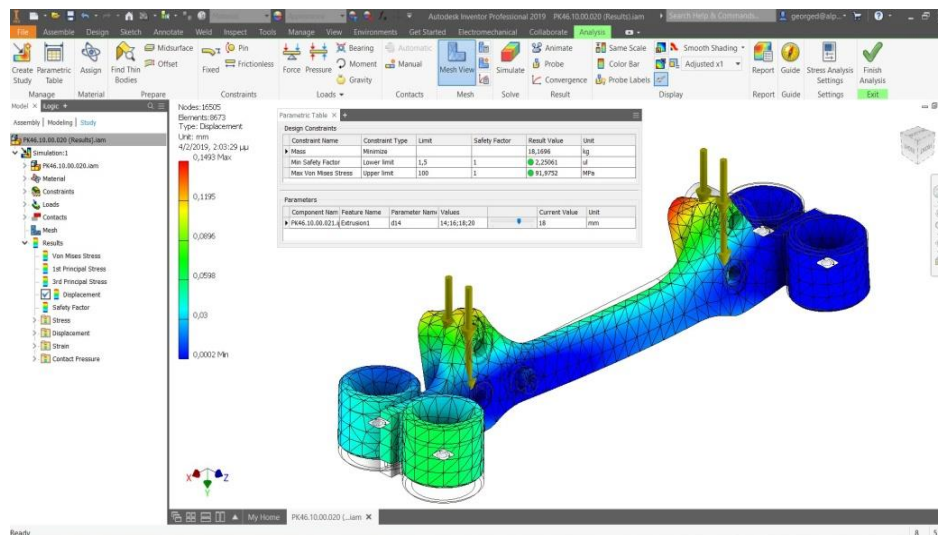 Autodesk Inventor Professional 2019 PK46.10.00.020 (Results).iam
Search Help & Commands...
georged@alp...
File Assemble Design Sketch Annotate Weld Inspect Tools Manage View Environments Get Started Electromechanical Collaborate Analysis
Create Study
Parametric Table
Assign
Find Thin Bodies
Midsurface
Offset
Fixed
Pin
Frictionless
Force
Pressure
Bearing
Moment
Gravity
Automatic
Manual
Mesh View
Simulate
Animate
Probe
Convergence
Same Scale
Color Bar
Probe Labels
Smooth Shading
Adjusted x1
Report
Guide
Stress Analysis Settings
Finish Analysis
Manage Material Prepare Constraints Loads Contacts Mesh Solve Result Display Report Guide Settings Exit
Model Logic +
Assembly | Modeling | Study
PK46.10.00.020 (Results).iam
Simulation:1
PK46.10.00.020.iam
Material
Constraints
Loads
Contacts
Mesh
Results
Von Mises Stress
1st Principal Stress
3rd Principal Stress
Displacement
Safety Factor
Stress
Displacement
Strain
Contact Pressure
Nodes:16505
Elements:8673
Type: Displacement
Unit: mm
4/2/2019, 2:03:29 μμ
0,1493 Max
0,1195
0,0896
0,0598
0,03
0,0002 Min
Parametric Table
Design Constraints
Constraint Name Constraint Type Limit Safety Factor Result Value Unit
Mass Minimize 18,1696 kg
Min Safety Factor Lower limit 1,5 1 2,25061 ul
Max Von Mises Stress Upper limit 100 1 91,9752 MPa
Parameters
Component Nam Feature Name Parameter Name Values Current Value Unit
PK46.10.00.021.i Extrusion1 d14 14;16;18;20 18 mm
X
Y
Z
My Home PK46.10.00.020 (...iam
Ready
8